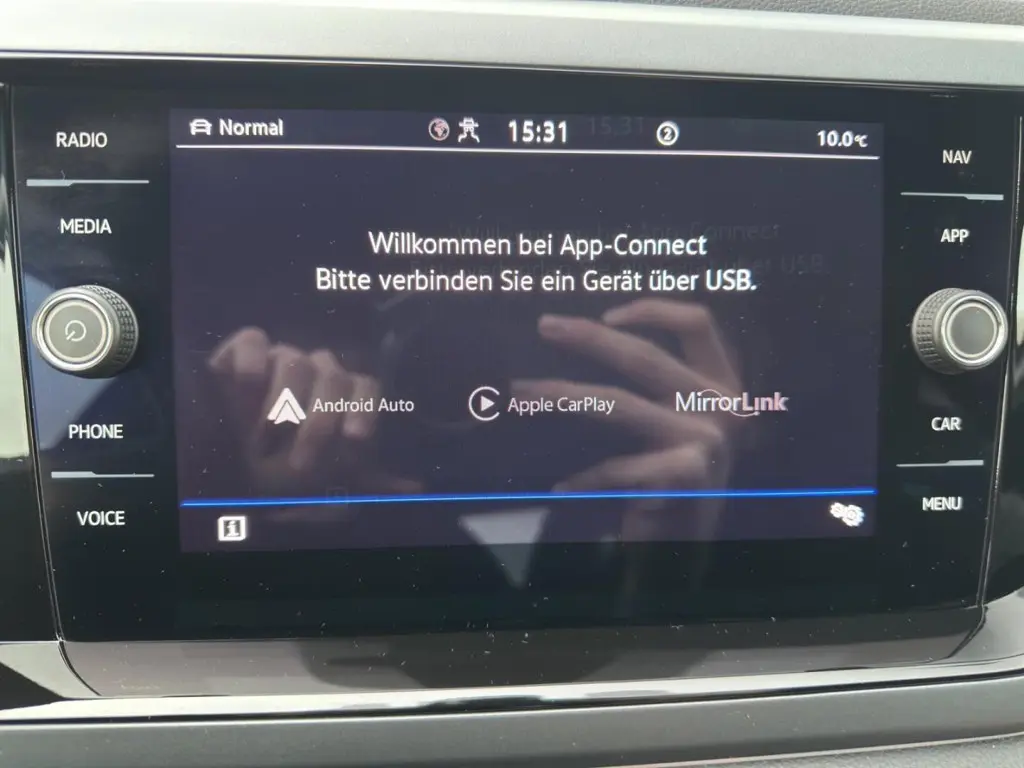 RADIO
MEDIA
PHONE
VOICE
Normal 15:31 2 10.0°C
Willkommen bei App-Connect
Bitte verbinden Sie ein Gerät über USB.
Android Auto Apple CarPlay MirrorLink
i
NAV
APP
CAR
MENU